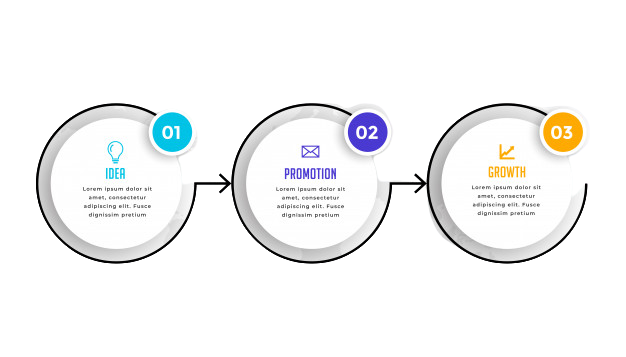 01
IDEA
Lorem ipsum dolor sit
amet, consectetur
adipiscing elit. Fusce
dignissim pretium
02
PROMOTION
Lorem ipsum dolor sit
amet, consectetur
adipiscing elit. Fusce
dignissim pretium
03
GROWTH
Lorem ipsum dolor sit
amet, consectetur
adipiscing elit. Fusce
dignissim pretium